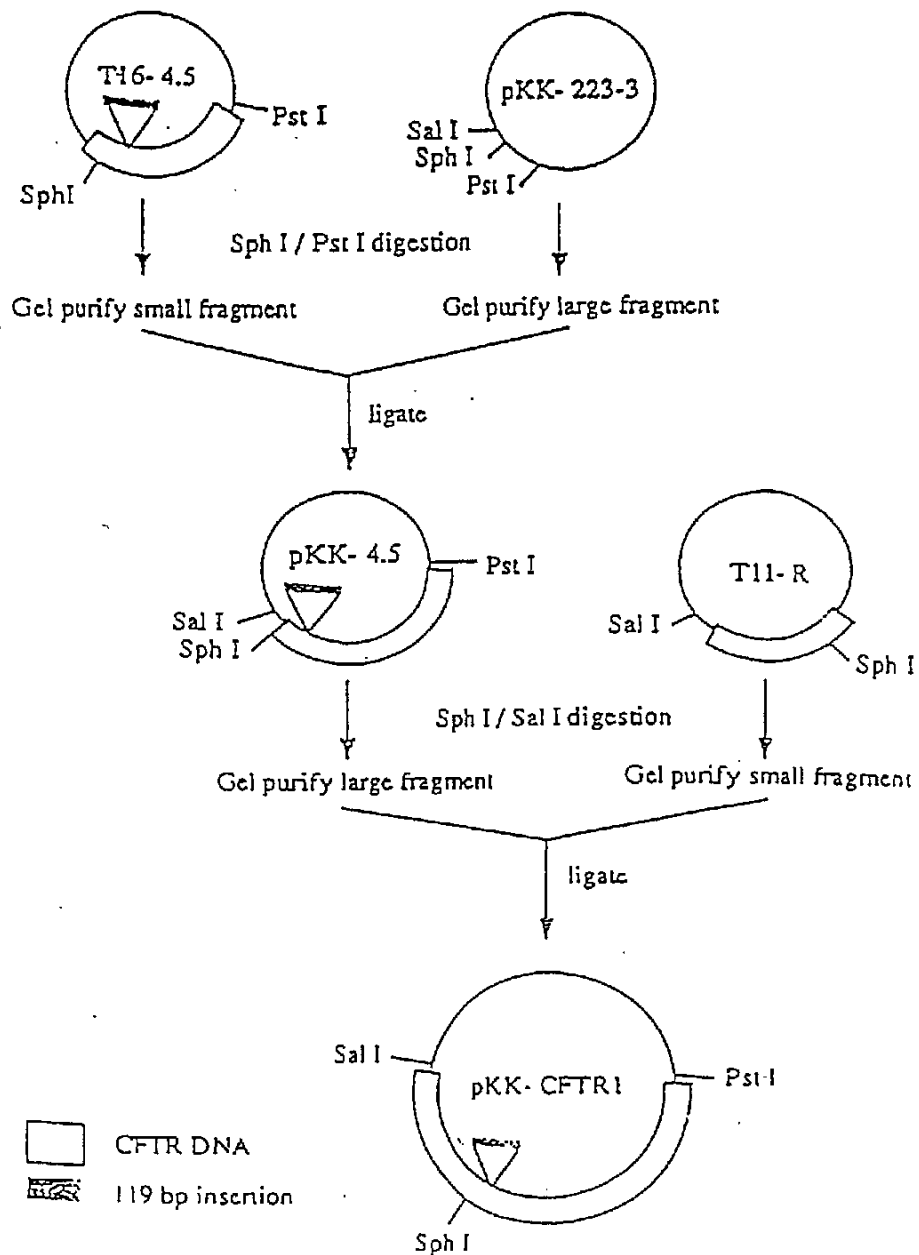 T16-4.5
Pst I
SphI
pKK-223-3
Sal I
Sph I
Pst I
Sph I / Pst I digestion
Gel purify small fragment
Gel purify large fragment
ligate
pKK-4.5
Pst I
Sal I
Sph I
T11-R
Sal I
Sph I
Sph I / Sal I digestion
Gel purify large fragment
Gel purify small fragment
ligate
Sal I
pKK-CFTR1
Pst I
Sph I
CFTR DNA
119 bp insertion